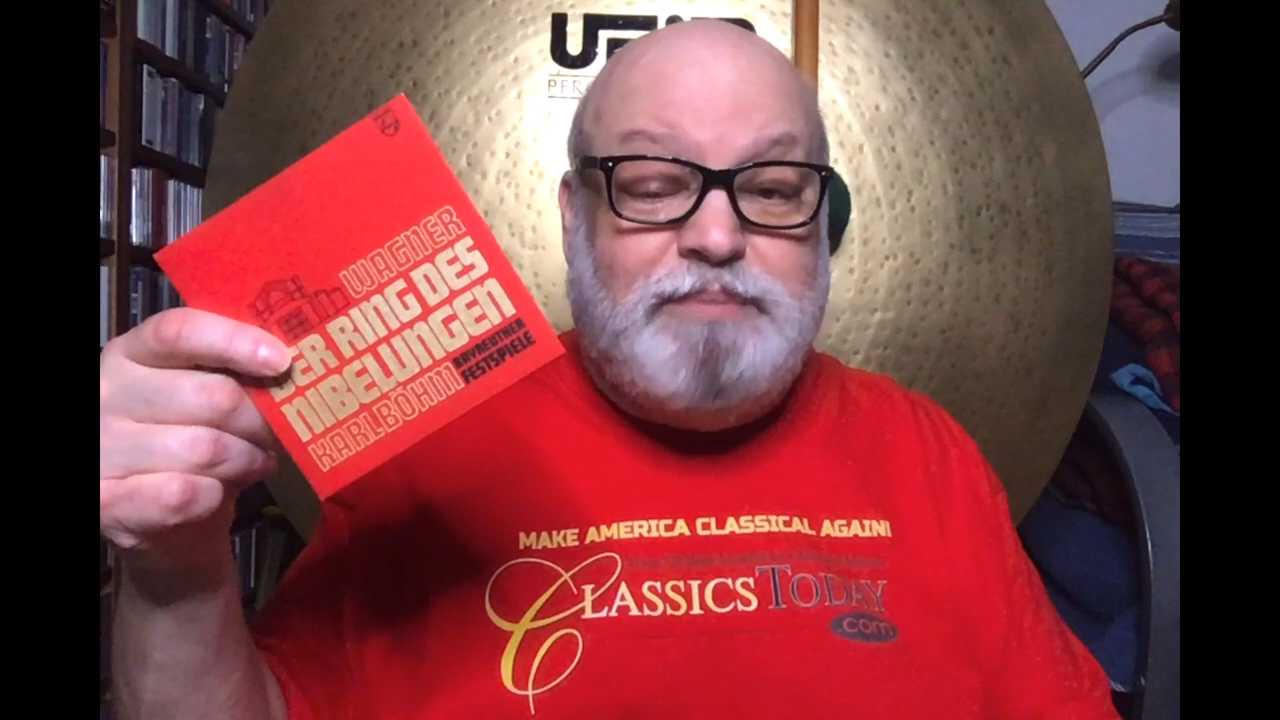 WAGNER
DER RING DES
NIBELUNGEN
KARL BÖHM
BAYREUTHER
FESTSPIELE
MAKE AMERICA CLASSICAL AGAIN!
CLASSICSTODAY
.com